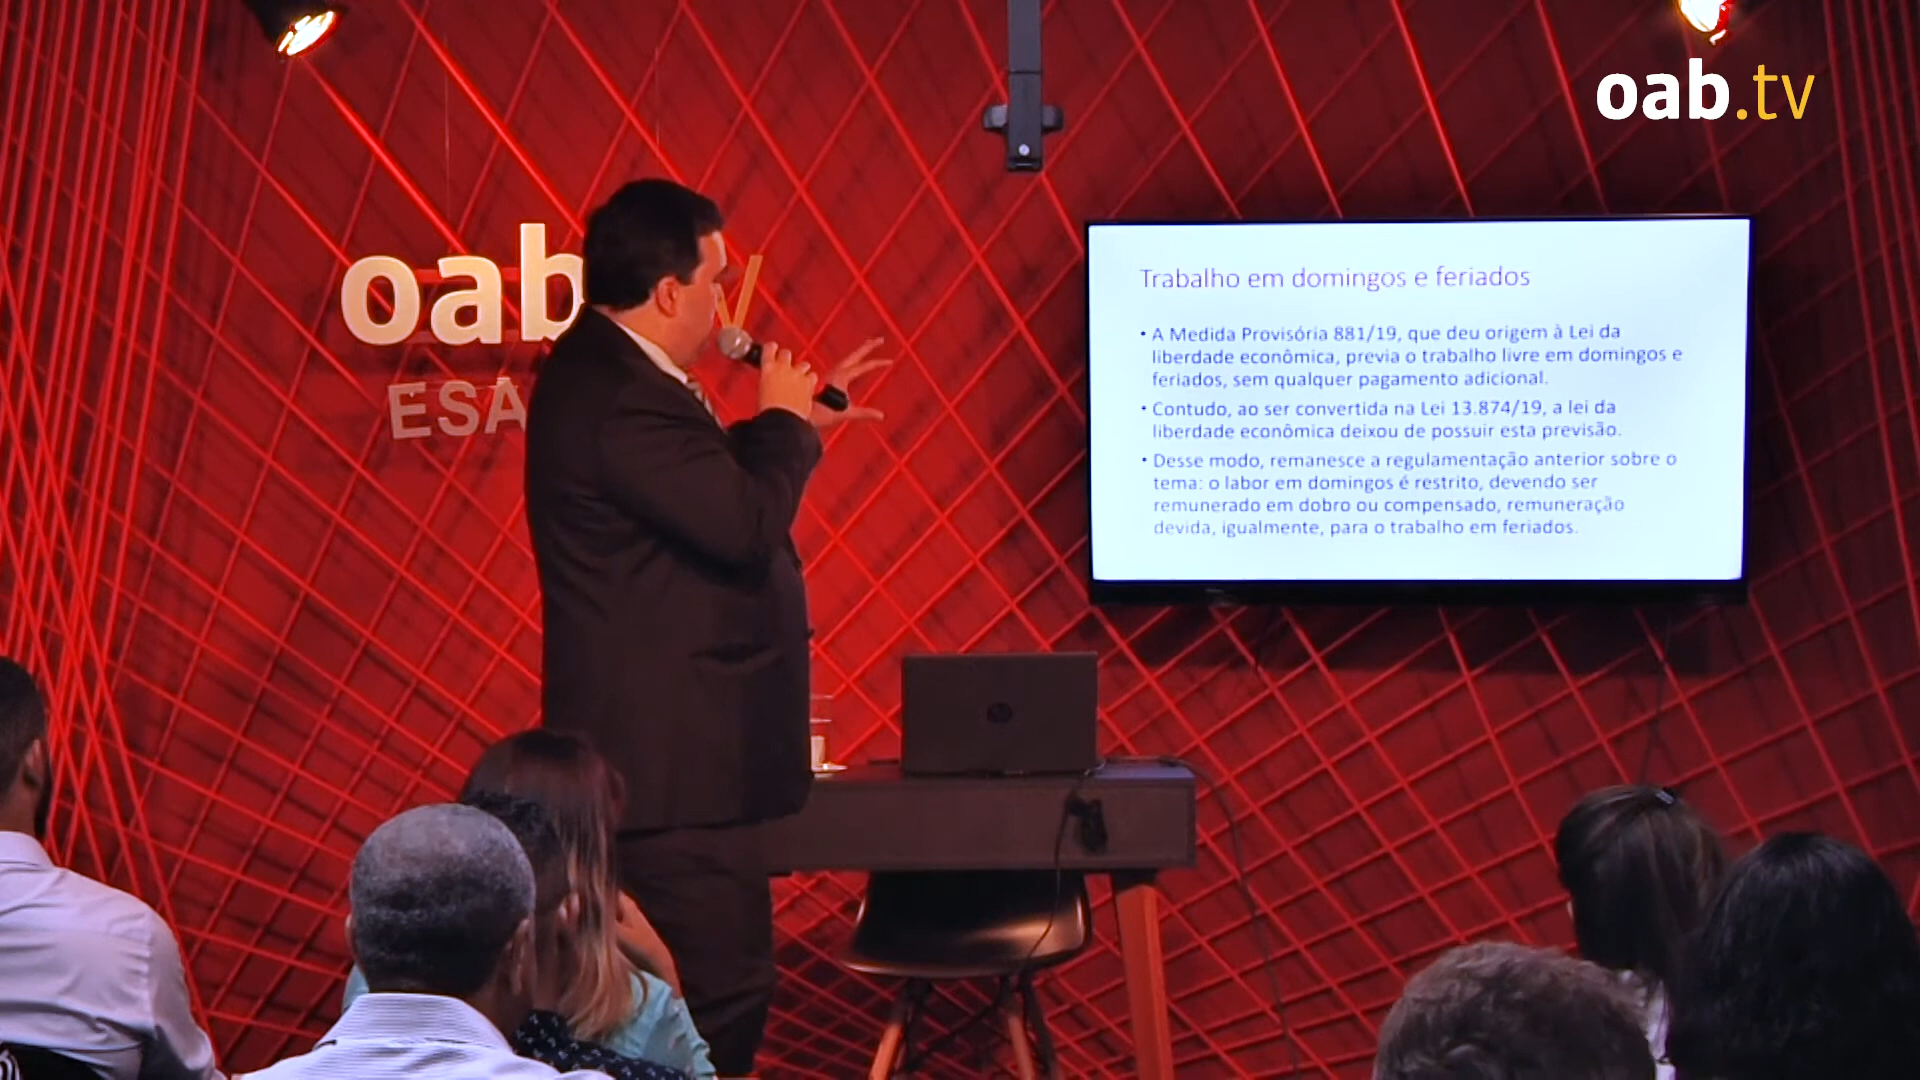 oab.tv
oab v
ESA
Trabalho em domingos e feriados
• A Medida Provisória 881/19, que deu origem à Lei da
liberdade econômica, previa o trabalho livre em domingos e
feriados, sem qualquer pagamento adicional.
• Contudo, ao ser convertida na Lei 13.874/19, a lei da
liberdade econômica deixou de possuir esta previsão.
• Desse modo, remanesce a regulamentação anterior sobre o
tema: o labor em domingos é restrito, devendo ser
remunerado em dobro ou compensado, remuneração
devida, igualmente, para o trabalho em feriados.